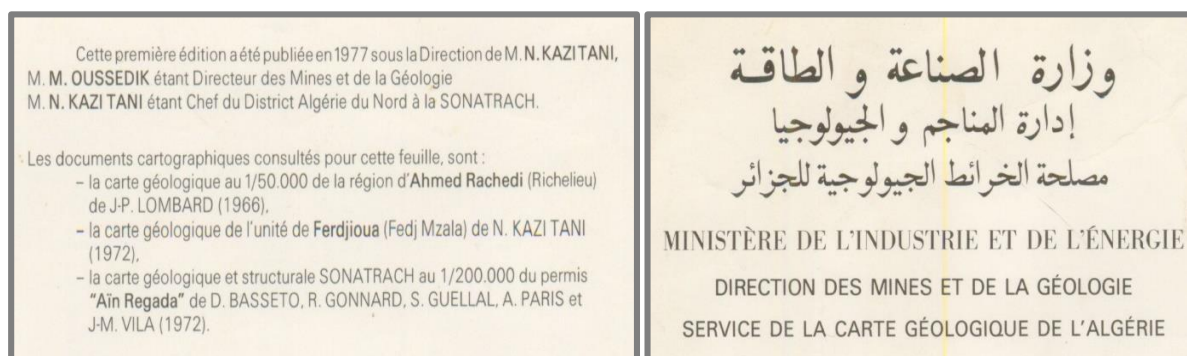 Cette première édition a été publiée en 1977 sous la Direction de M. N. KAZI TANI,
M. M. OUSSEDIK étant Directeur des Mines et de la Géologie
M. N. KAZI TANI étant Chef du District Algérie du Nord à la SONATRACH.
Les documents cartographiques consultés pour cette feuille, sont :
– la carte géologique au 1/50.000 de la région d'Ahmed Rachedi (Richelieu)
de J-P. LOMBARD (1966),
– la carte géologique de l'unité de Ferdjioua (Fedj Mzala) de N. KAZI TANI
(1972),
– la carte géologique et structurale SONATRACH au 1/200.000 du permis
"Aïn Regada" de D. BASSETO, R. GONNARD, S. GUELLAL, A. PARIS et
J-M. VILA (1972).
وزارة الصناعة و الطاقة
إدارة المناجم و الجيولوجيا
مصلحة الخرائط الجيولوجية للجزائر
MINISTÈRE DE L'INDUSTRIE ET DE L'ÉNERGIE
DIRECTION DES MINES ET DE LA GÉOLOGIE
SERVICE DE LA CARTE GÉOLOGIQUE DE L'ALGÉRIE